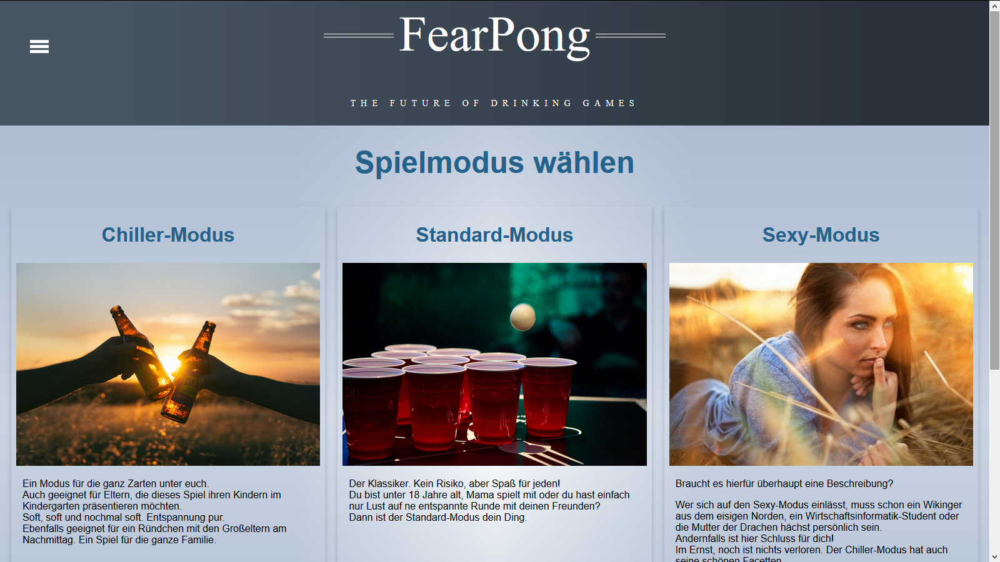 FearPong
THE FUTURE OF DRINKING GAMES
Spielmodus wählen
Chiller-Modus
Ein Modus für die ganz Zarten unter euch.
Auch geeignet für Eltern, die dieses Spiel ihren Kindern im
Kindergarten präsentieren möchten.
Soft, soft und nochmal soft. Entspannung pur.
Ebenfalls geeignet für ein Ründchen mit den Großeltern am
Nachmittag. Ein Spiel für die ganze Familie.
Standard-Modus
Der Klassiker. Kein Risiko, aber Spaß für jeden!
Du bist unter 18 Jahre alt, Mama spielt mit oder du hast einfach
nur Lust auf ne entspannte Runde mit deinen Freunden?
Dann ist der Standard-Modus dein Ding.
Sexy-Modus
Braucht es hierfür überhaupt eine Beschreibung?
Wer sich auf den Sexy-Modus einlässt, muss schon ein Wikinger
aus dem eisigen Norden, ein Wirtschaftsinformatik-Student oder
die Mutter der Drachen hächst persönlich sein.
Andernfalls ist hier Schluss für dich!
Im Ernst, noch ist nichts verloren. Der Chiller-Modus hat auch
seine schönen Facetten.